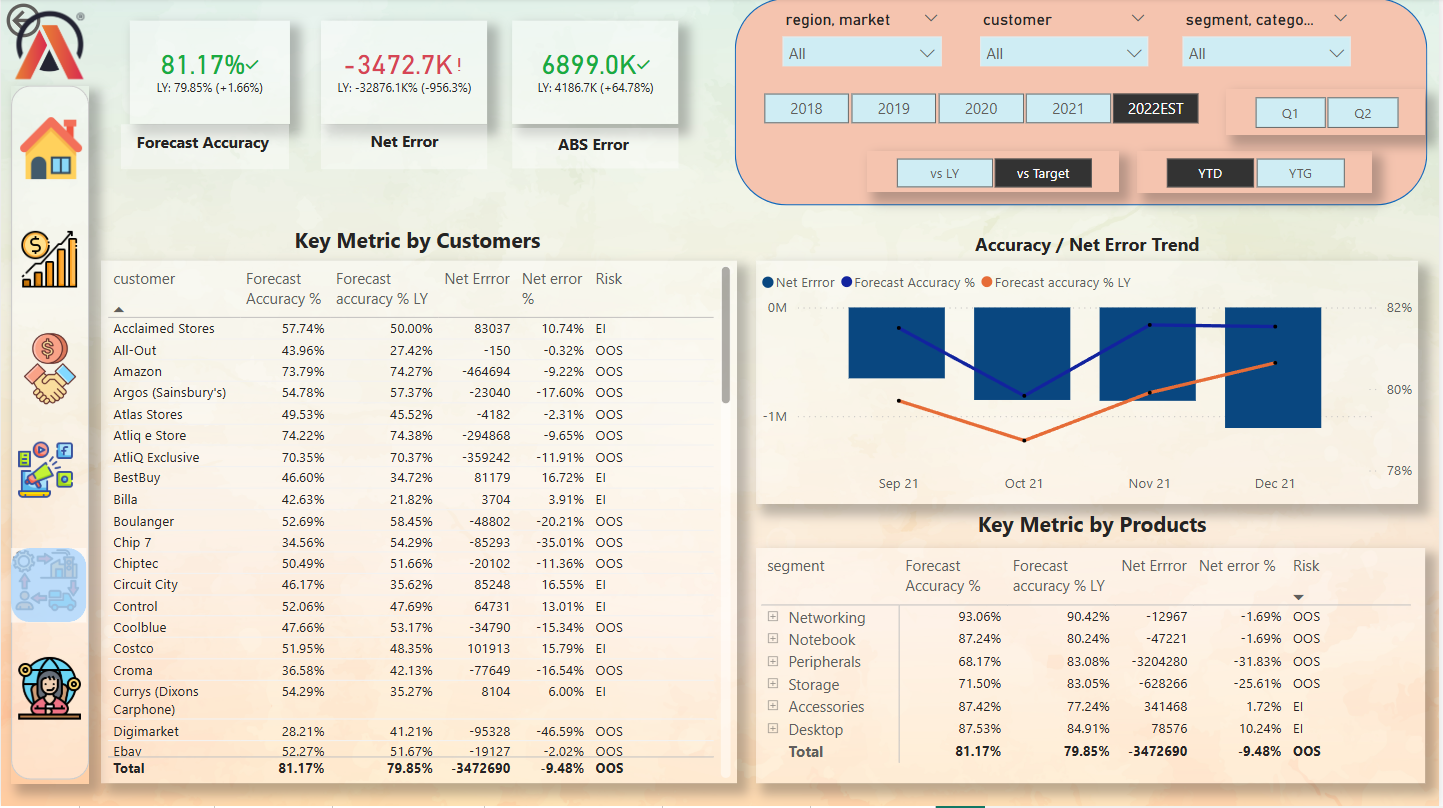 81.17%
LY: 79.85% (+1.66%)
Forecast Accuracy
-3472.7K !
LY: -32876.1K% (-956.3%)
Net Error
6899.0K
LY: 4186.7K (+64.78%)
ABS Error
region, market
All
customer
All
segment, catego...
All
2018 2019 2020 2021 2022EST
Q1 Q2
vs LY vs Target
YTD YTG
Key Metric by Customers
customer Forecast Accuracy % Forecast accuracy % LY Net Errror Net error % Risk
Acclaimed Stores 57.74% 50.00% 83037 10.74% EI
All-Out 43.96% 27.42% -150 -0.32% OOS
Amazon 73.79% 74.27% -464694 -9.22% OOS
Argos (Sainsbury's) 54.78% 57.37% -23040 -17.60% OOS
Atlas Stores 49.53% 45.52% -4182 -2.31% OOS
Atliq e Store 74.22% 74.38% -294868 -9.65% OOS
AtliQ Exclusive 70.35% 70.37% -359242 -11.91% OOS
BestBuy 46.60% 34.72% 81179 16.72% EI
Billa 42.63% 21.82% 3704 3.91% EI
Boulanger 52.69% 58.45% -48802 -20.21% OOS
Chip 7 34.56% 54.29% -85293 -35.01% OOS
Chiptec 50.49% 51.66% -20102 -11.36% OOS
Circuit City 46.17% 35.62% 85248 16.55% EI
Control 52.06% 47.69% 64731 13.01% EI
Coolblue 47.66% 53.17% -34790 -15.34% OOS
Costco 51.95% 48.35% 101913 15.79% EI
Croma 36.58% 42.13% -77649 -16.54% OOS
Currys (Dixons Carphone) 54.29% 35.27% 8104 6.00% EI
Digimarket 28.21% 41.21% -95328 -46.59% OOS
Ebay 52.27% 51.67% -19127 -2.02% OOS
Total 81.17% 79.85% -3472690 -9.48% OOS
Accuracy / Net Error Trend
Net Errror Forecast Accuracy % Forecast accuracy % LY
0M 82%
80%
-1M
78%
Sep 21 Oct 21 Nov 21 Dec 21
Key Metric by Products
segment Forecast Accuracy % Forecast accuracy % LY Net Errror Net error % Risk
Networking 93.06% 90.42% -12967 -1.69% OOS
Notebook 87.24% 80.24% -47221 -1.69% OOS
Peripherals 68.17% 83.08% -3204280 -31.83% OOS
Storage 71.50% 83.05% -628266 -25.61% OOS
Accessories 87.42% 77.24% 341468 1.72% EI
Desktop 87.53% 84.91% 78576 10.24% EI
Total 81.17% 79.85% -3472690 -9.48% OOS